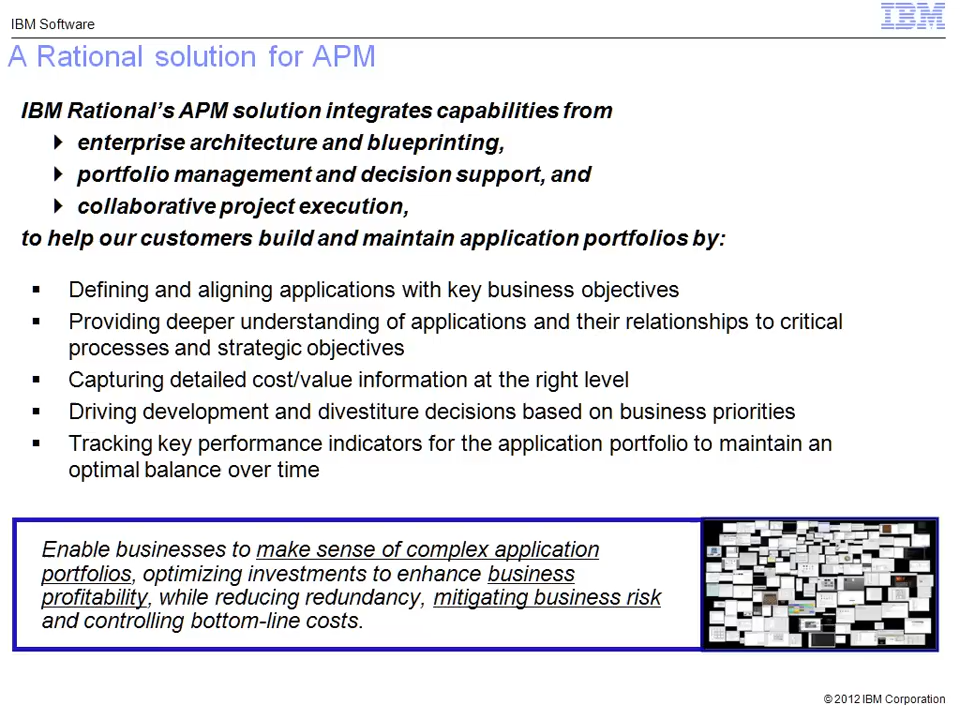 IBM Software
IBM
A Rational solution for APM
IBM Rational's APM solution integrates capabilities from
enterprise architecture and blueprinting,
portfolio management and decision support, and
collaborative project execution,
to help our customers build and maintain application portfolios by:
Defining and aligning applications with key business objectives
Providing deeper understanding of applications and their relationships to critical
processes and strategic objectives
Capturing detailed cost/value information at the right level
Driving development and divestiture decisions based on business priorities
Tracking key performance indicators for the application portfolio to maintain an
optimal balance over time
Enable businesses to make sense of complex application
portfolios, optimizing investments to enhance business
profitability, while reducing redundancy, mitigating business risk
and controlling bottom-line costs.
© 2012 IBM Corporation